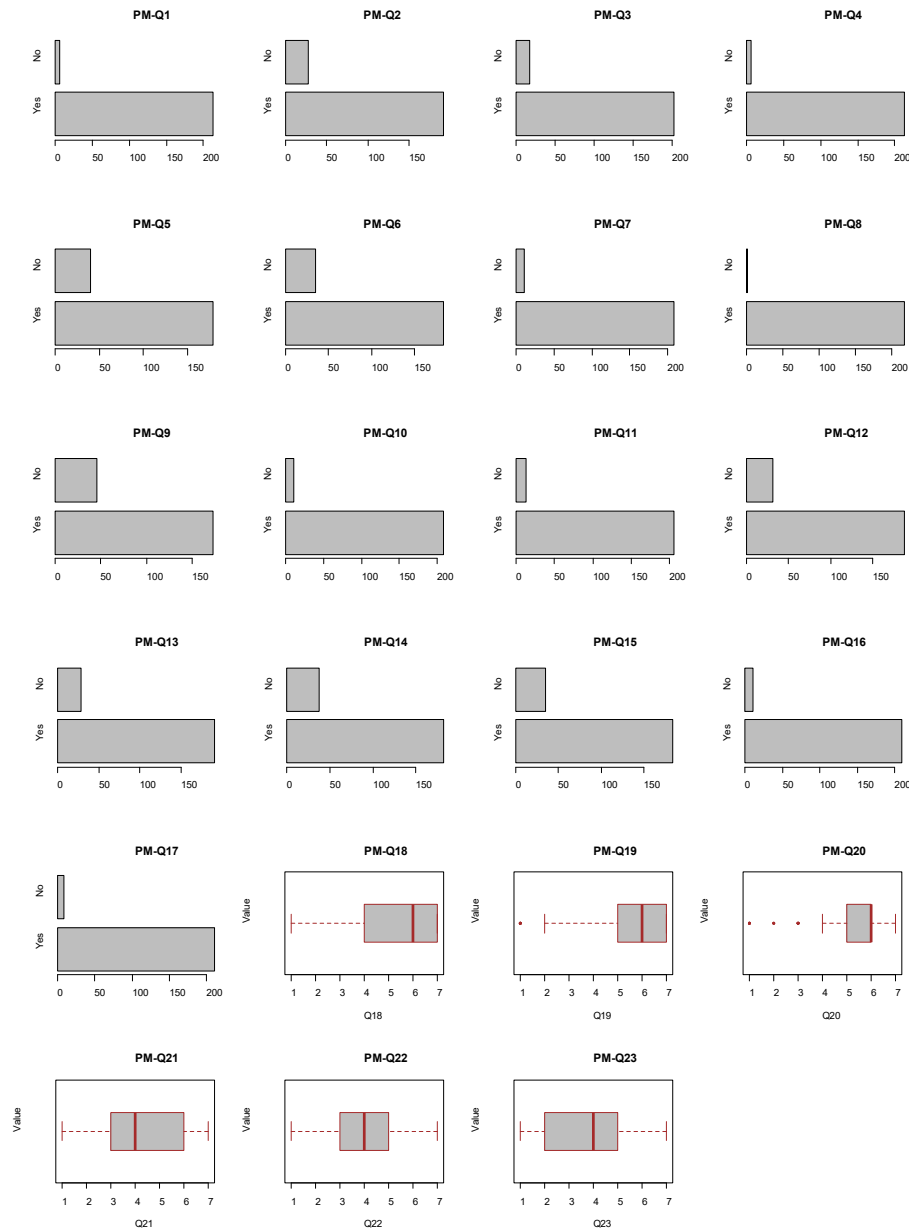 PM-Q1 PM-Q2 PM-Q3 PM-Q4
No No No No
Yes Yes Yes Yes
0 50 100 150 200 0 50 100 150 0 50 100 150 200 0 50 100 150 200
PM-Q5 PM-Q6 PM-Q7 PM-Q8
No No No No
Yes Yes Yes Yes
0 50 100 150 0 50 100 150 0 50 100 150 200 0 50 100 150 200
PM-Q9 PM-Q10 PM-Q11 PM-Q12
No No No No
Yes Yes Yes Yes
0 50 100 150 0 50 100 150 200 0 50 100 150 200 0 50 100 150
PM-Q13 PM-Q14 PM-Q15 PM-Q16
No No No No
Yes Yes Yes Yes
0 50 100 150 0 50 100 150 0 50 100 150 0 50 100 150 200
PM-Q17 PM-Q18 PM-Q19 PM-Q20
No Value Value Value
Yes
0 50 100 150 200 1 2 3 4 5 6 7 1 2 3 4 5 6 7 1 2 3 4 5 6 7
Q18 Q19 Q20
PM-Q21 PM-Q22 PM-Q23
Value Value Value
1 2 3 4 5 6 7 1 2 3 4 5 6 7 1 2 3 4 5 6 7
Q21 Q22 Q23